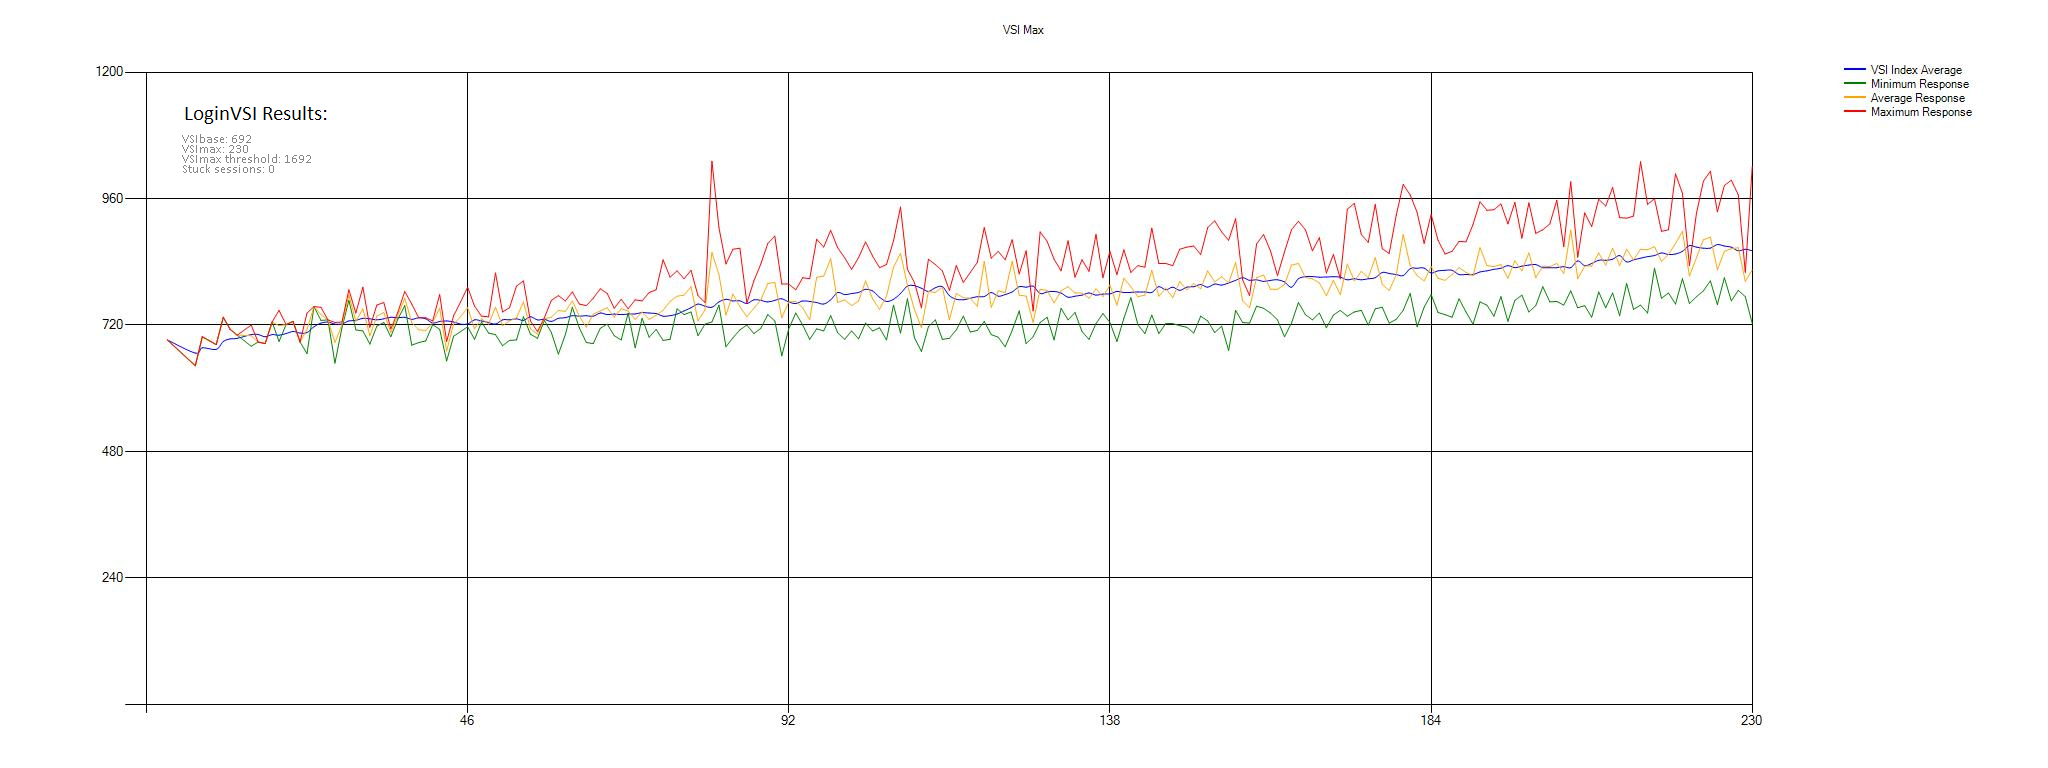 VSI Max
1200
960
720
480
240
LoginVSI Results:
VSIbase: 692
VSImax: 230
VSImax threshold: 1692
Stuck sessions: 0
VSI Index Average
Minimum Response
Average Response
Maximum Response
46
92
138
184
230